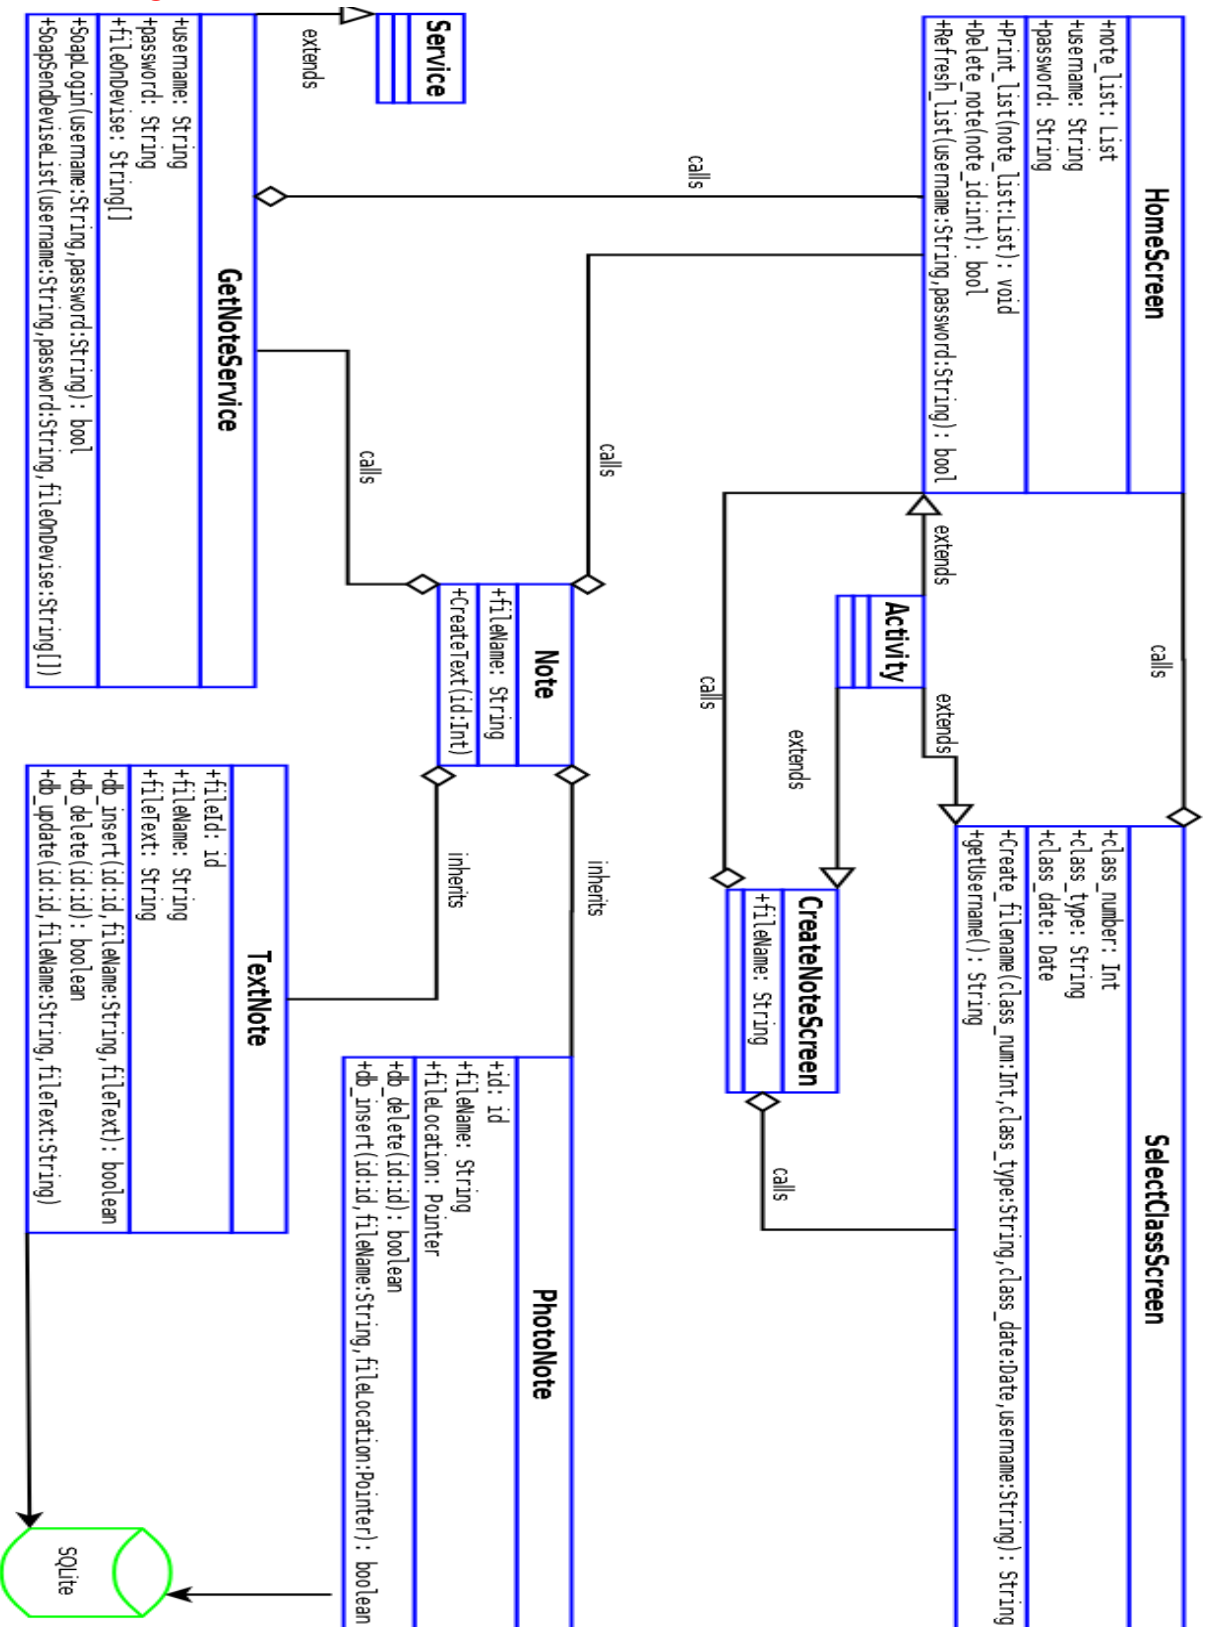 HomeScreen
+note_list: List
+username: String
+password: String
+Print_list(note_list:List): void
+Delete_note(note_id:int): bool
+Refresh_list(username:String,password:String): bool
calls
SelectClassScreen
+class_number: Int
+class_type: String
+class_date: Date
+Create_filename(class_num:Int,class_type:String,class_date:Date,username:String): String
+getUsername(): String
extends
Activity
extends
extends
calls
CreateNoteScreen
+fileName: String
calls
calls
calls
Note
+fileName: String
+CreateText(id:Int)
inherits
PhotoNote
+id: id
+fileName: String
+fileLocation: Pointer
+db_delete(id:id): boolean
+db_insert(id:id,fileName:String,fileLocation:Pointer): boolean
Service
extends
calls
inherits
GetNoteService
+username: String
+password: String
+fileOnDevise: String[]
+SoapLogin(username:String,password:String): bool
+SoapSendDeviseList(username:String,password:String,fileOnDevise:String[])
TextNote
+fileId: id
+fileName: String
+fileText: String
+db_insert(id:id,fileName:String,fileText): boolean
+db_delete(id:id): boolean
+db_update(id:id,fileName:String,fileText:String)
SQLite